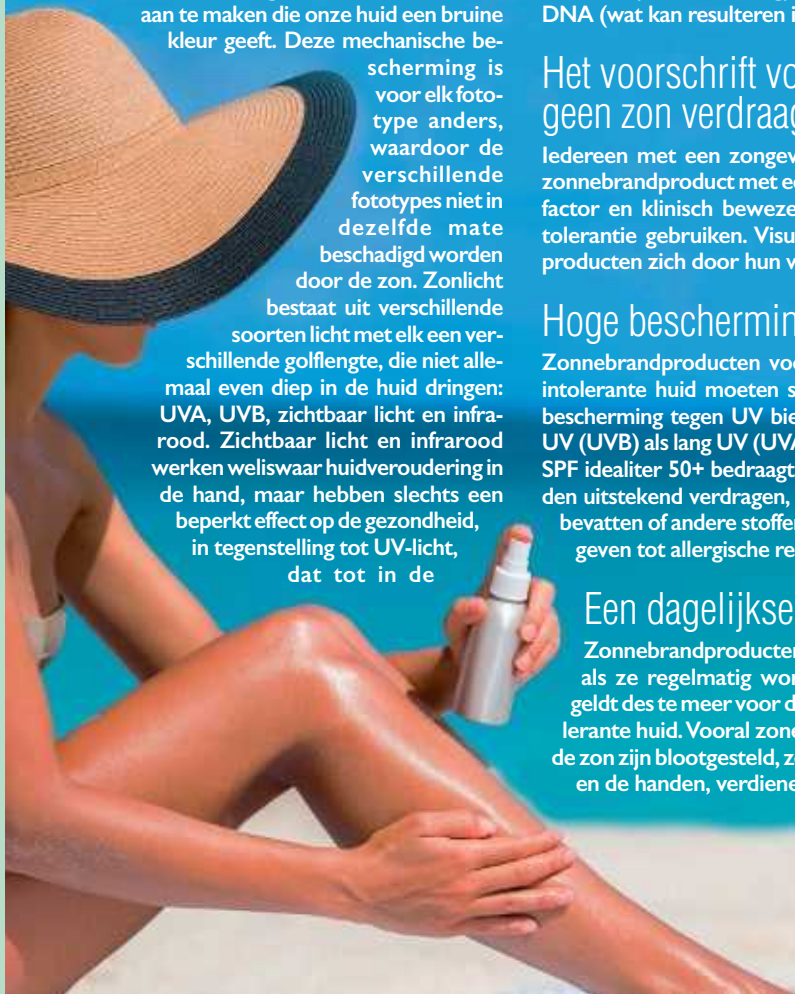 aan te maken die onze huid een bruine
kleur geeft. Deze mechanische be-
scherming is
voor elk foto-
type anders,
waardoor de
verschillende
fototypes niet in
dezelfde mate
beschadigd worden
door de zon. Zonlicht
bestaat uit verschillende
soorten licht met elk een ver-
schillende golflengte, die niet alle-
maal even diep in de huid dringen:
UVA, UVB, zichtbaar licht en infra-
rood. Zichtbaar licht en infrarood
werken weliswaar huidveroudering in
de hand, maar hebben slechts een
beperkt effect op de gezondheid,
in tegenstelling tot UV-licht,
dat tot in de
DNA (wat kan resulteren i
Het voorschrift vo
geen zon verdraag
Iedereen met een zongev
zonnebrandproduct met ee
factor en klinisch beweze
tolerantie gebruiken. Visu
producten zich door hun v
Hoge beschermin
Zonnebrandproducten voo
intolerante huid moeten s
bescherming tegen UV bie
UV (UVB) als lang UV (UVA
SPF idealiter 50+ bedraagt
den uitstekend verdragen,
bevatten of andere stoffen
geven tot allergische re
Een dagelijkse
Zonnebrandproducten
als ze regelmatig wor
geldt des te meer voor d
lerante huid. Vooral zone
de zon zijn blootgesteld, z
en de handen, verdiene